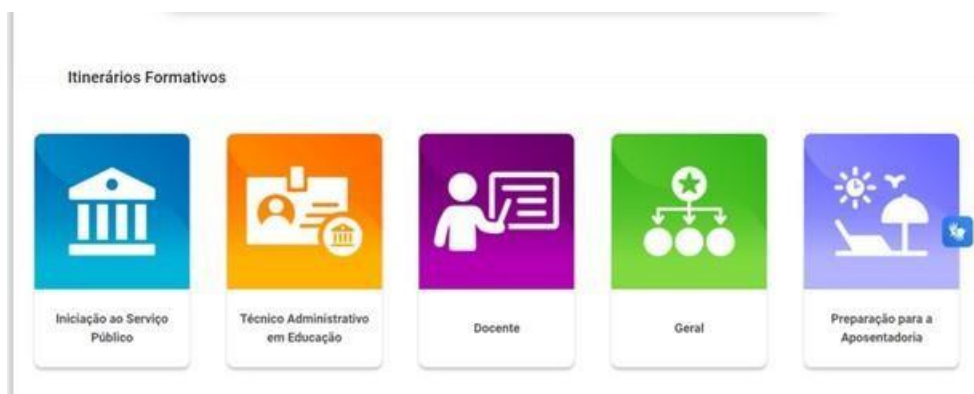 Itinerários Formativos
Iniciação ao Serviço
Público
Técnico Administrativo
em Educação
Docente
Geral
Preparação para a
Aposentadoria